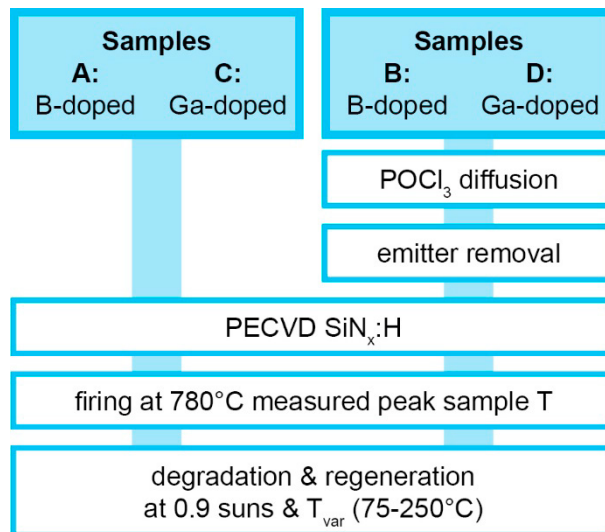 Samples
A: C:
B-doped Ga-doped
Samples
B: D:
B-doped Ga-doped
POCl₃ diffusion
emitter removal
PECVD SiNₓ:H
firing at 780°C measured peak sample T
degradation & regeneration
at 0.9 suns & Tᵥₐᵣ (75-250°C)